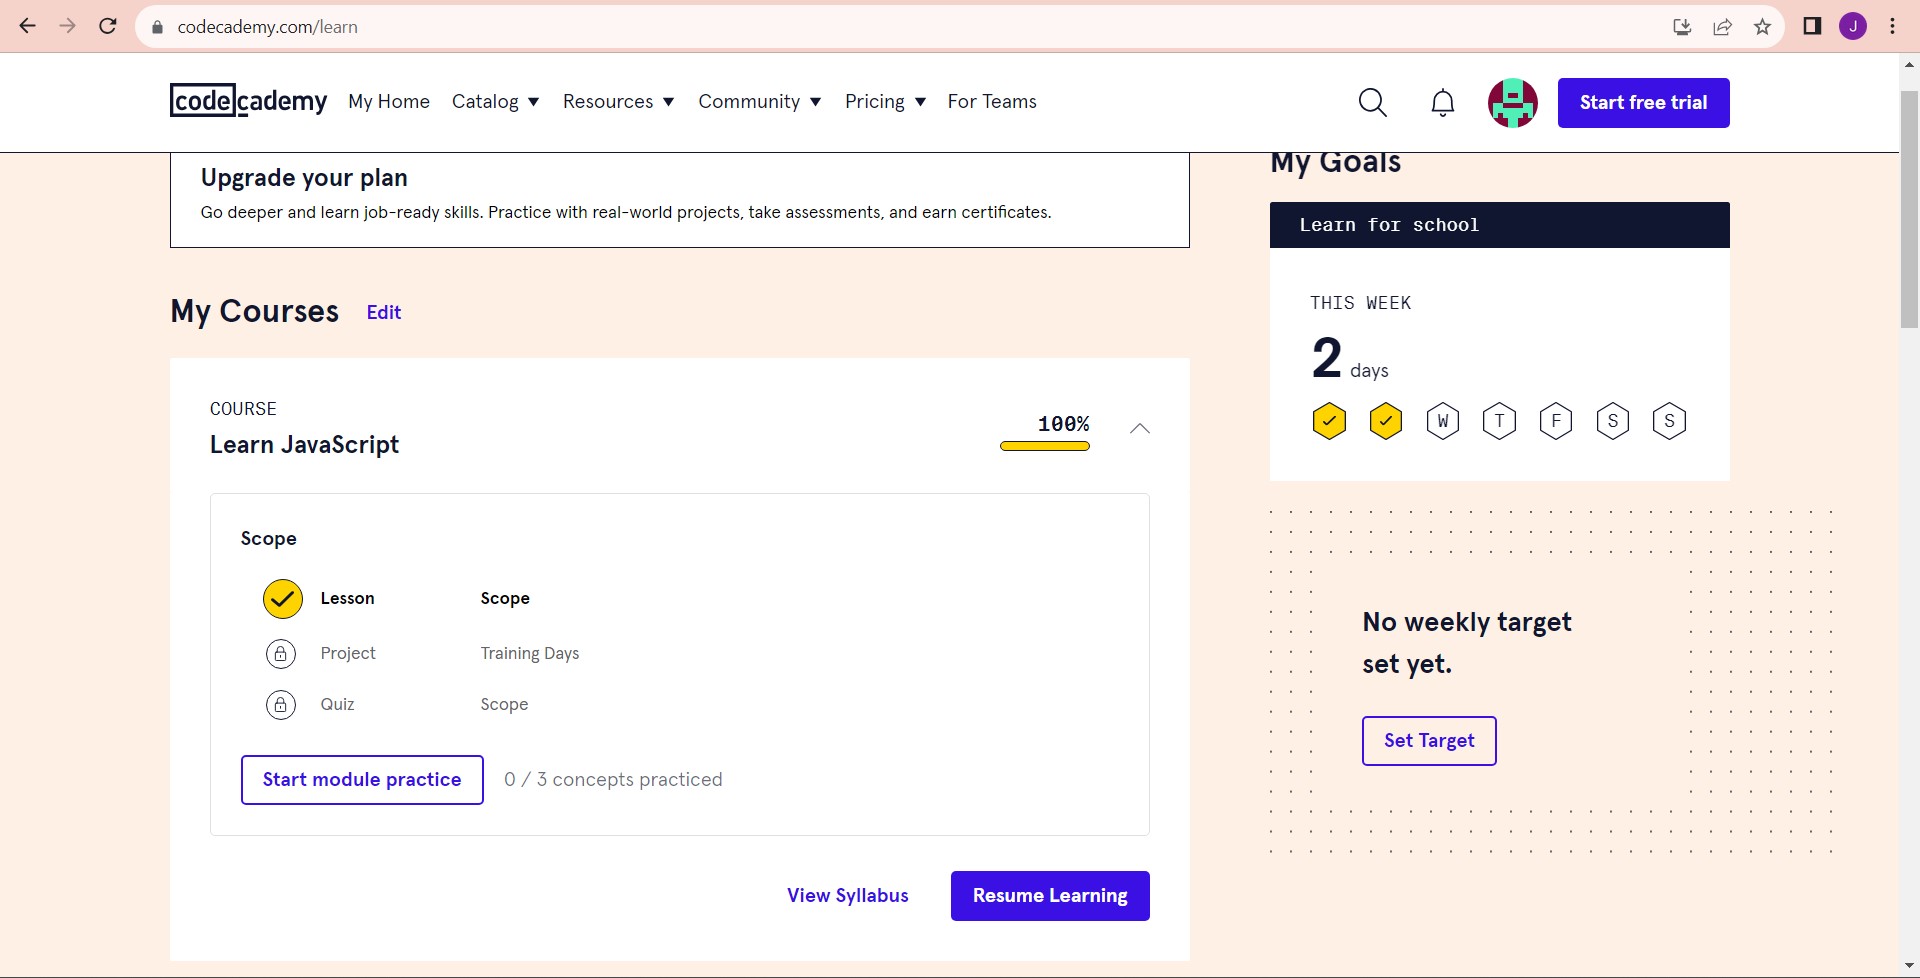 codecademy.com/learn
J
codecademy My Home Catalog Resources Community Pricing For Teams Start free trial
Upgrade your plan
Go deeper and learn job-ready skills. Practice with real-world projects, take assessments, and earn certificates.
My Courses Edit
COURSE
Learn JavaScript
100%
Scope
Lesson Scope
Project Training Days
Quiz Scope
Start module practice 0 / 3 concepts practiced
View Syllabus Resume Learning
My Goals
Learn for school
THIS WEEK
2 days
W T F S S
No weekly target
set yet.
Set Target